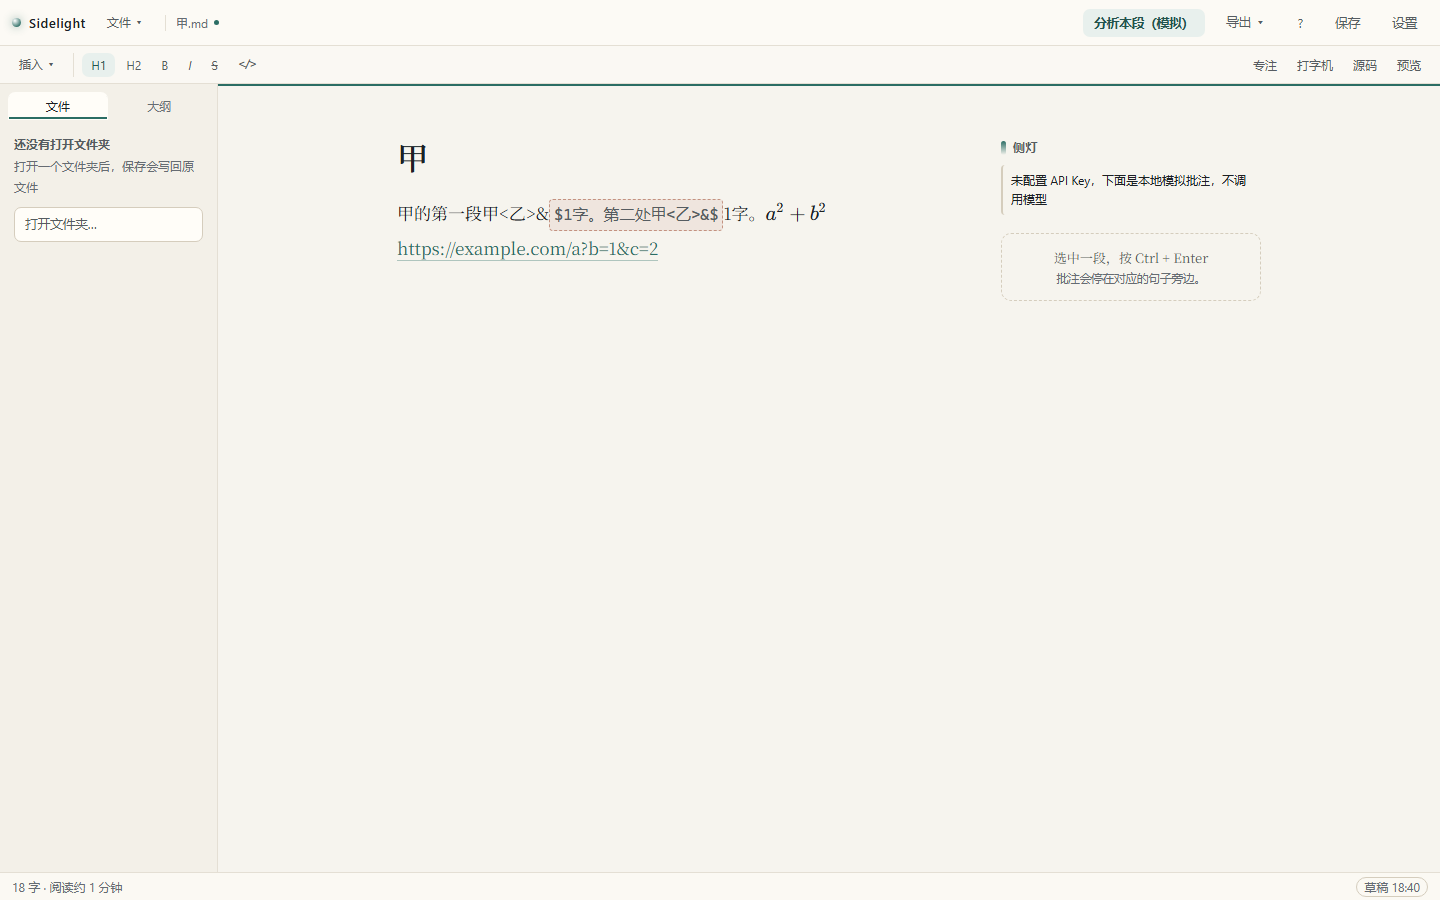 Sidelight 文件 ▾ 甲.md 分析本段（模拟） 导出 ▾ ? 保存 设置
插入 ▾ H1 H2 B I S </> 专注 打字机 源码 预览
文件 大纲
还没有打开文件夹
打开一个文件夹后，保存会写回原
文件
打开文件夹...
甲
甲的第一段甲<乙>&$1字。第二处甲<乙>&$1字。a² + b²
https://example.com/a?b=1&c=2
侧灯
未配置 API Key，下面是本地模拟批注，不调
用模型
选中一段，按 Ctrl + Enter
批注会停在对应的句子旁边。
18 字 · 阅读约 1 分钟 草稿 18:40